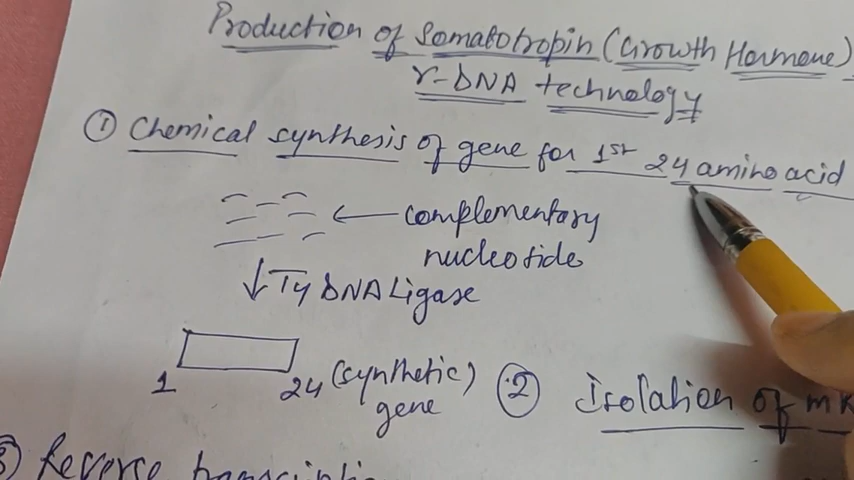 Production of Somatotropin (Growth Hormone)
r-DNA technology
① Chemical synthesis of gene for 1st 24 amino acid
← complementary
nucleotide
↓ T4 DNA Ligase
1 24 (synthetic)
gene
② Isolation of
Reverse